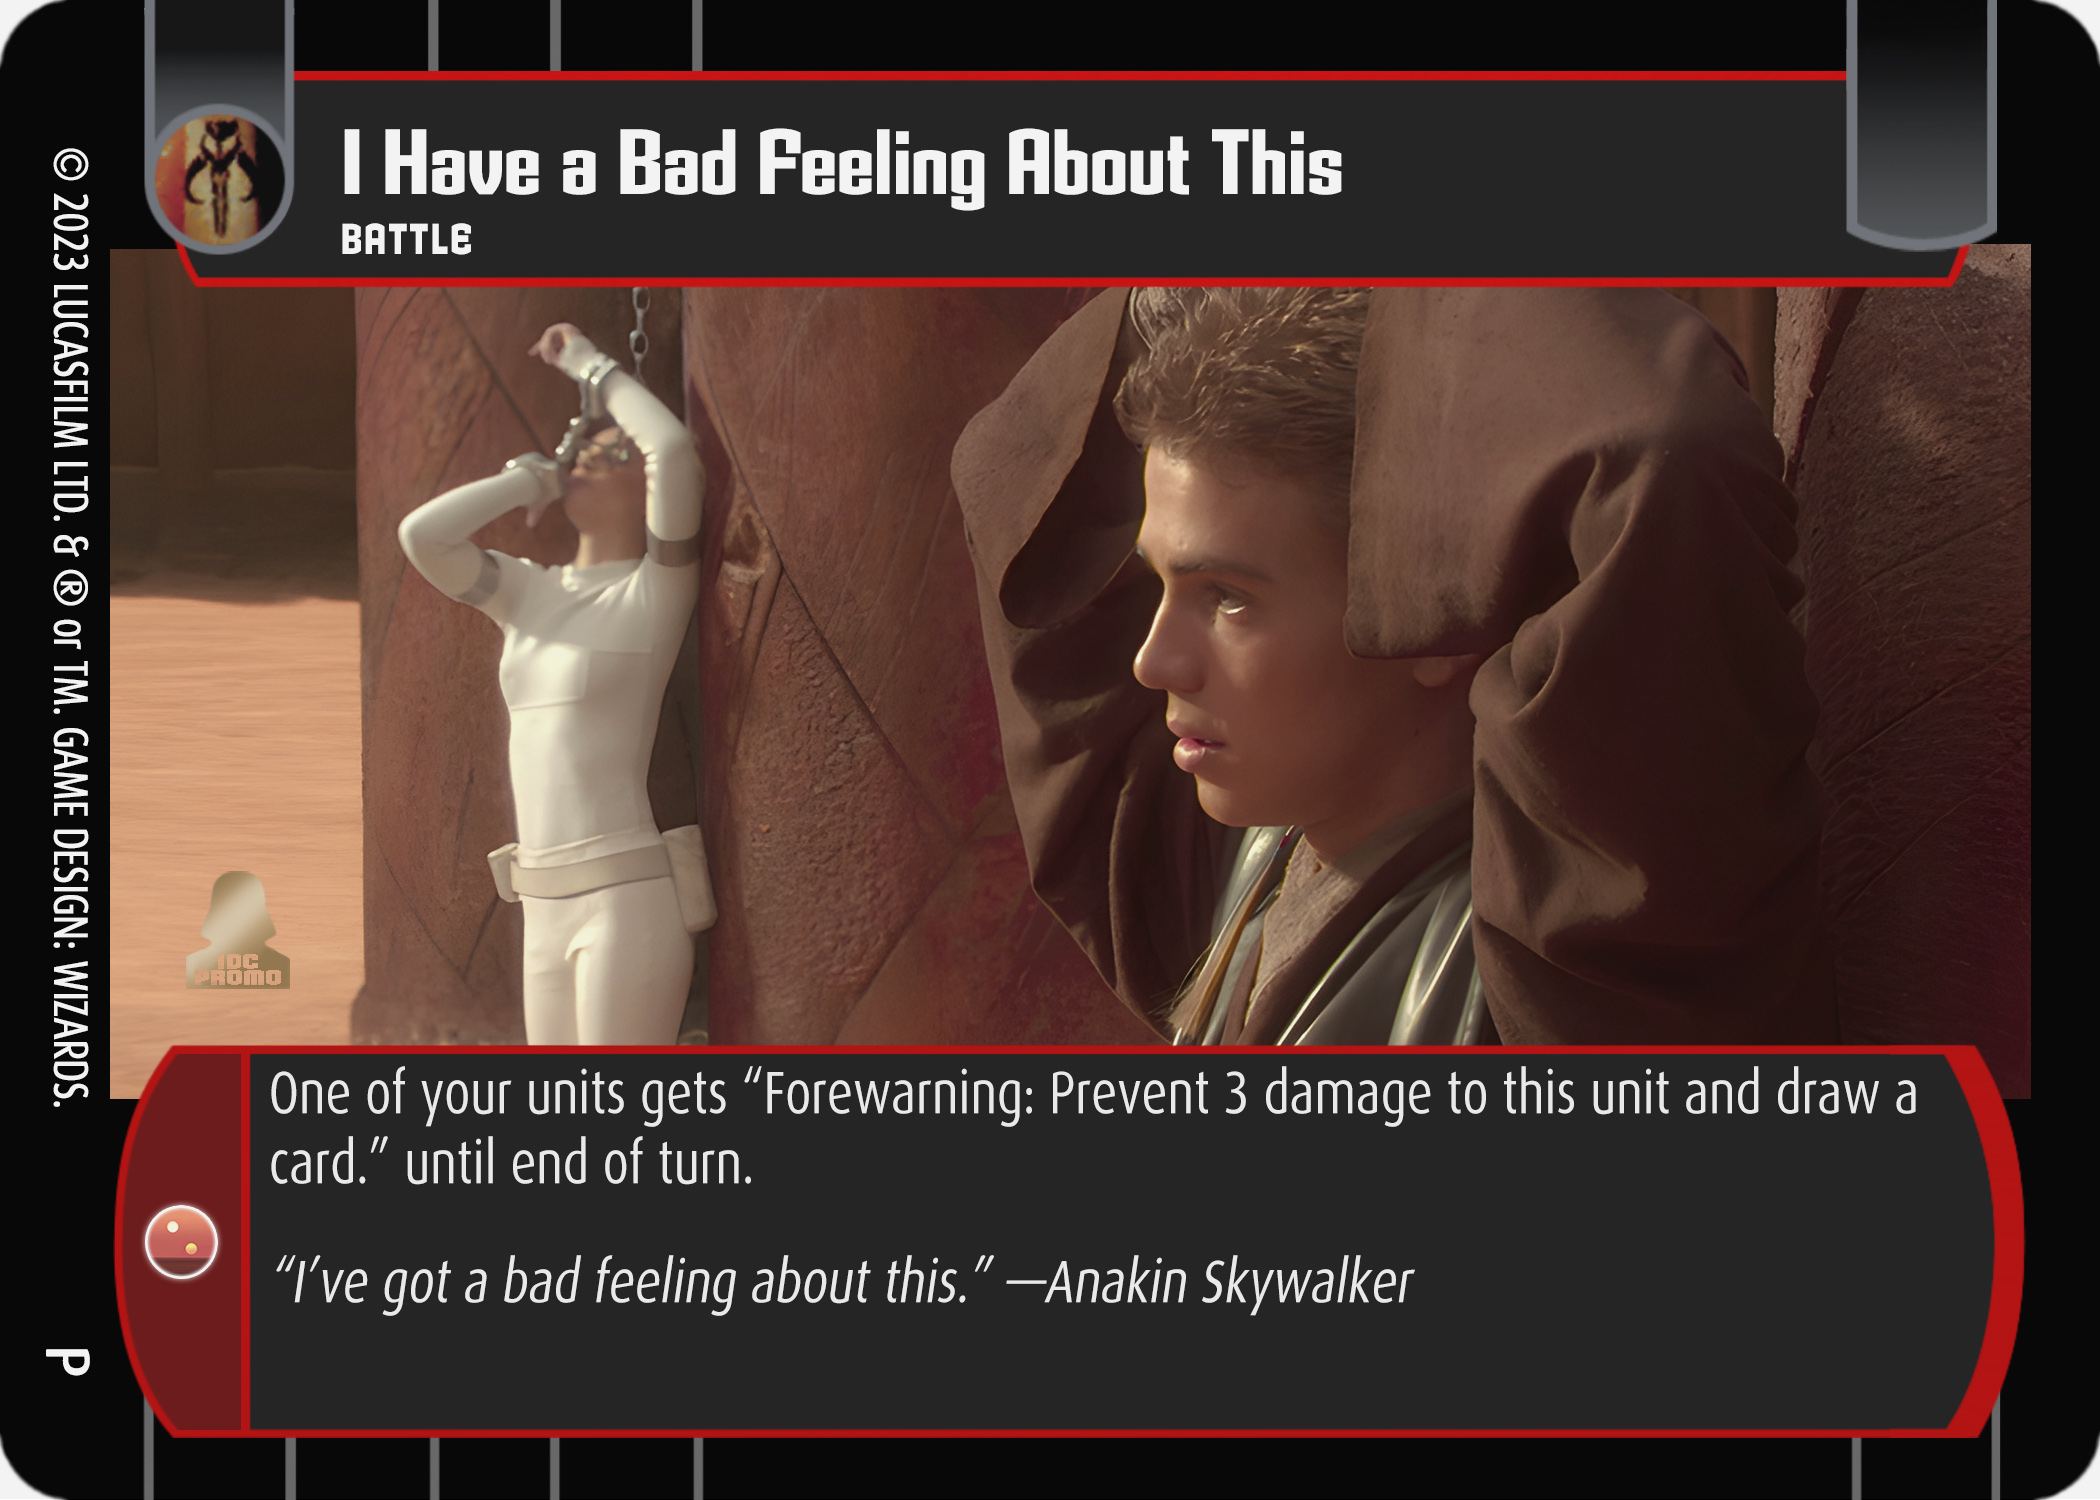 I Have a Bad Feeling About This
BATTLE
© 2023 LUCASFILM LTD. & ® or TM. GAME DESIGN: WIZARDS.
IDC
PROMO
One of your units gets “Forewarning: Prevent 3 damage to this unit and draw a
card.” until end of turn.
“I’ve got a bad feeling about this.” —Anakin Skywalker
P